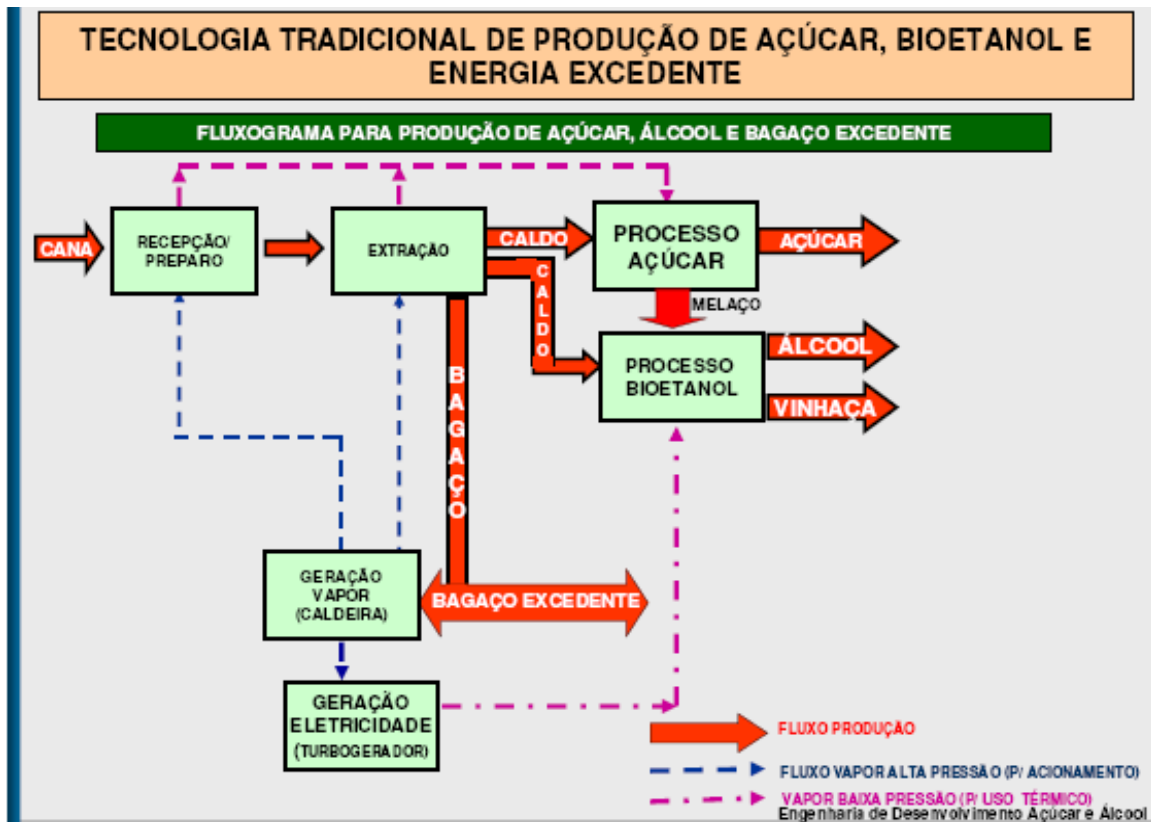 TECNOLOGIA TRADICIONAL DE PRODUÇÃO DE AÇÚCAR, BIOETANOL E
ENERGIA EXCEDENTE
FLUXOGRAMA PARA PRODUÇÃO DE AÇÚCAR, ÁLCOOL E BAGAÇO EXCEDENTE
CANA
RECEPÇÃO/
PREPARO
EXTRAÇÃO
CALDO
PROCESSO
AÇÚCAR
AÇÚCAR
CALDO
MELAÇO
PROCESSO
BIOETANOL
ÁLCOOL
VINHAÇA
BAGAÇO
GERAÇÃO
VAPOR
(CALDEIRA)
BAGAÇO EXCEDENTE
GERAÇÃO
ELETRICIDADE
(TURBOGERADOR)
FLUXO PRODUÇÃO
FLUXO VAPOR ALTA PRESSÃO (P/ ACIONAMENTO)
VAPOR BAIXA PRESSÃO (P/ USO TÉRMICO)
Engenharia de Desenvolvimento Açúcar e Álcool